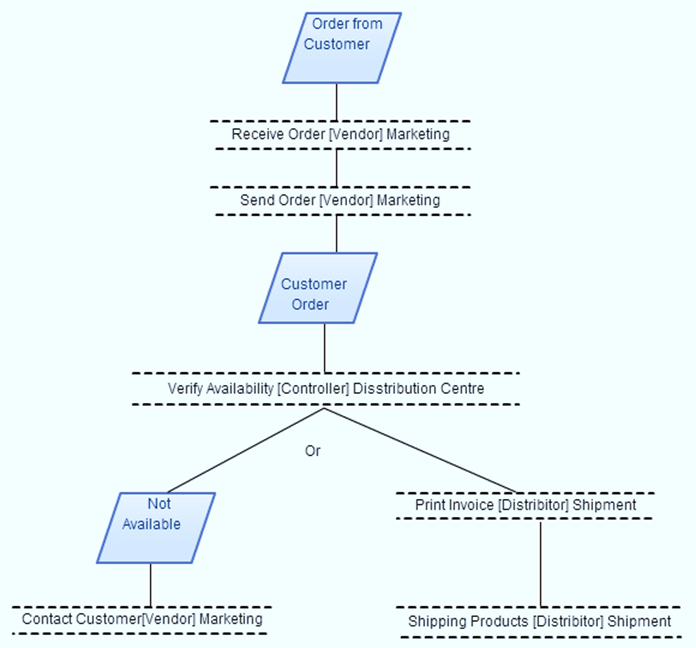 Order from
Customer
Receive Order [Vendor] Marketing
Send Order [Vendor] Marketing
Customer
Order
Verify Availability [Controller] Disstribution Centre
Or
Not
Available
Print Invoice [Distribitor] Shipment
Contact Customer[Vendor] Marketing
Shipping Products [Distribitor] Shipment